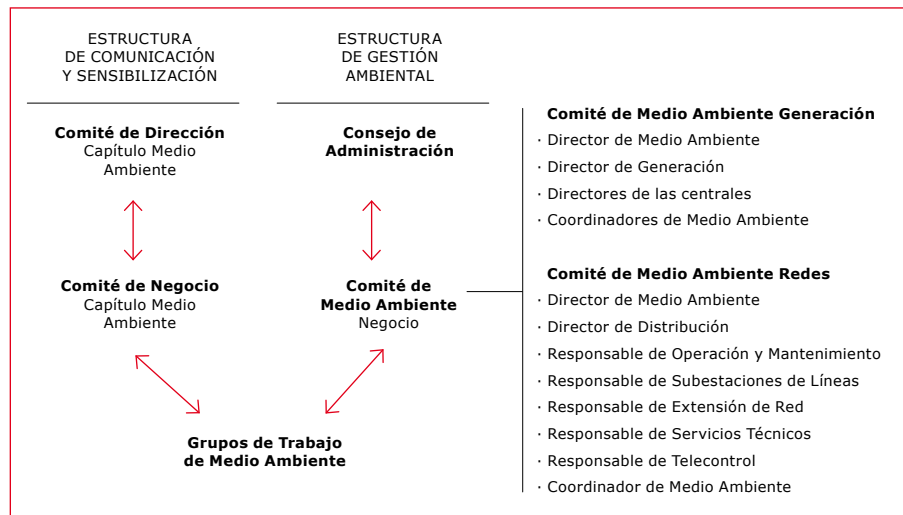 ESTRUCTURA
DE COMUNICACIÓN
Y SENSIBILIZACIÓN
Comité de Dirección
Capítulo Medio
Ambiente
Comité de Negocio
Capítulo Medio
Ambiente
ESTRUCTURA
DE GESTIÓN
AMBIENTAL
Consejo de
Administración
Comité de
Medio Ambiente
Negocio
Grupos de Trabajo
de Medio Ambiente
Comité de Medio Ambiente Generación
· Director de Medio Ambiente
· Director de Generación
· Directores de las centrales
· Coordinadores de Medio Ambiente
Comité de Medio Ambiente Redes
· Director de Medio Ambiente
· Director de Distribución
· Responsable de Operación y Mantenimiento
· Responsable de Subestaciones de Líneas
· Responsable de Extensión de Red
· Responsable de Servicios Técnicos
· Responsable de Telecontrol
· Coordinador de Medio Ambiente